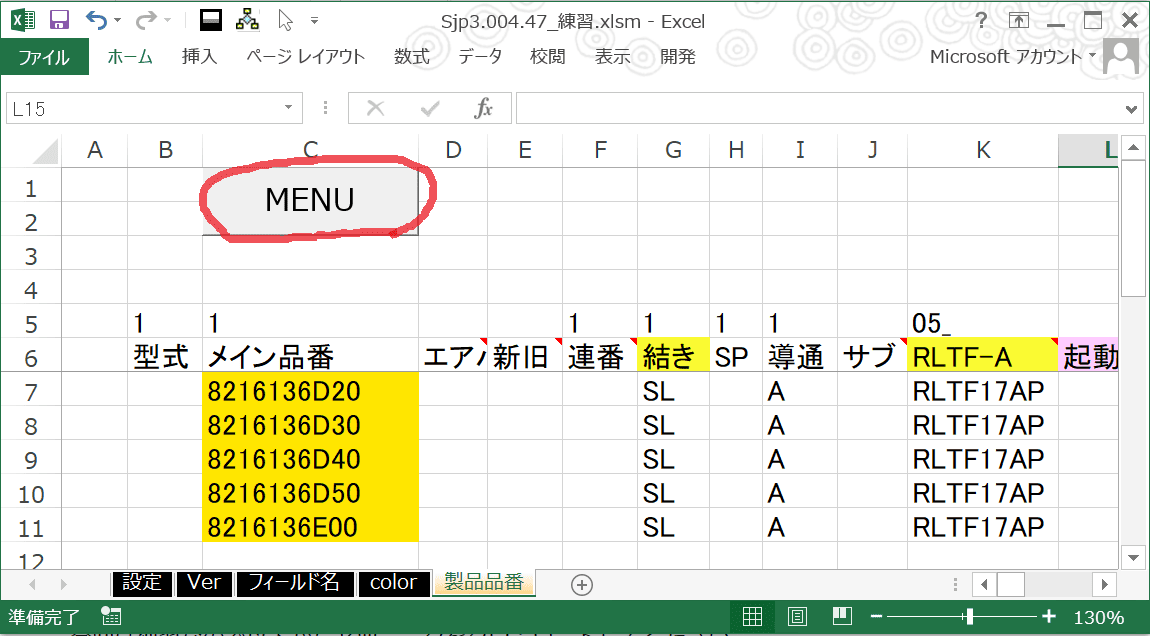 Sjp3.004.47_練習.xlsm - Excel
?
ファイル ホーム 挿入 ページ レイアウト 数式 データ 校閲 表示 開発 Microsoft アカウント
L15 fx
A B C D E F G H I J K L
1 MENU
2
3
4
5 1 1 1 1 1 1 05_
6 型式 メイン品番 エアバ 新旧 連番 結き SP 導通 サブ RLTF-A 起動
7 8216136D20 SL A RLTF17AP
8 8216136D30 SL A RLTF17AP
9 8216136D40 SL A RLTF17AP
10 8216136D50 SL A RLTF17AP
11 8216136E00 SL A RLTF17AP
12
設定 Ver フィールド名 color 製品品番
準備完了 130%